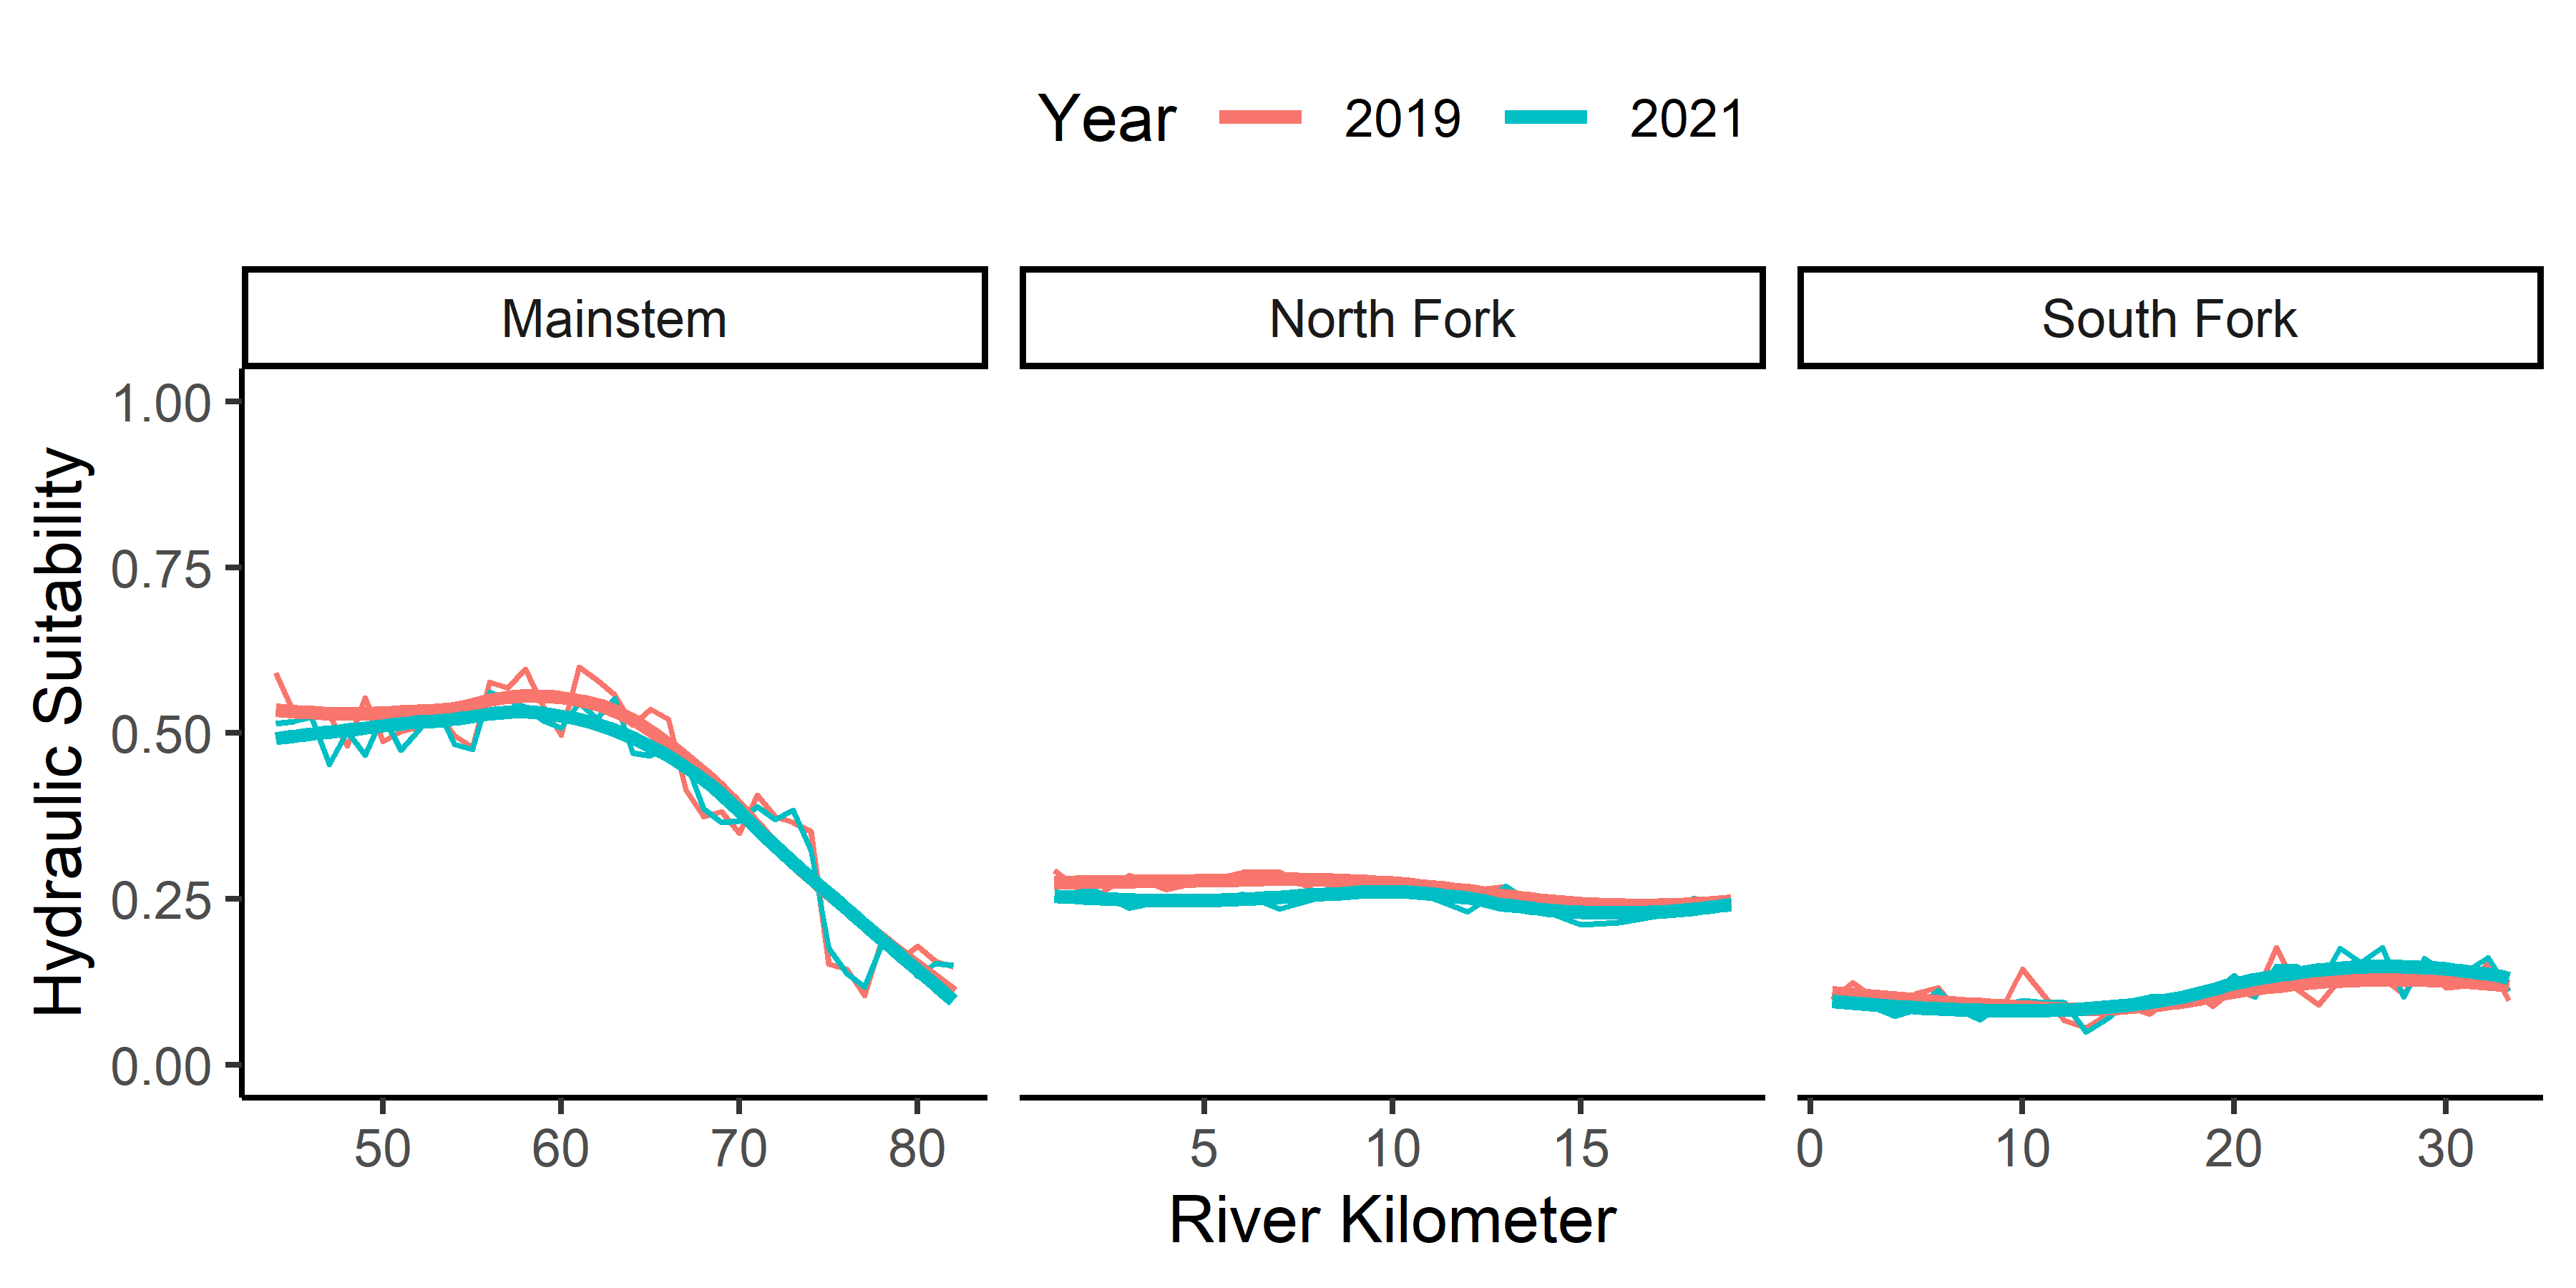 Year 2019 2021
Mainstem North Fork South Fork
1.00
0.75
0.50
0.25
0.00
Hydraulic Suitability
50 60 70 80 5 10 15 0 10 20 30
River Kilometer